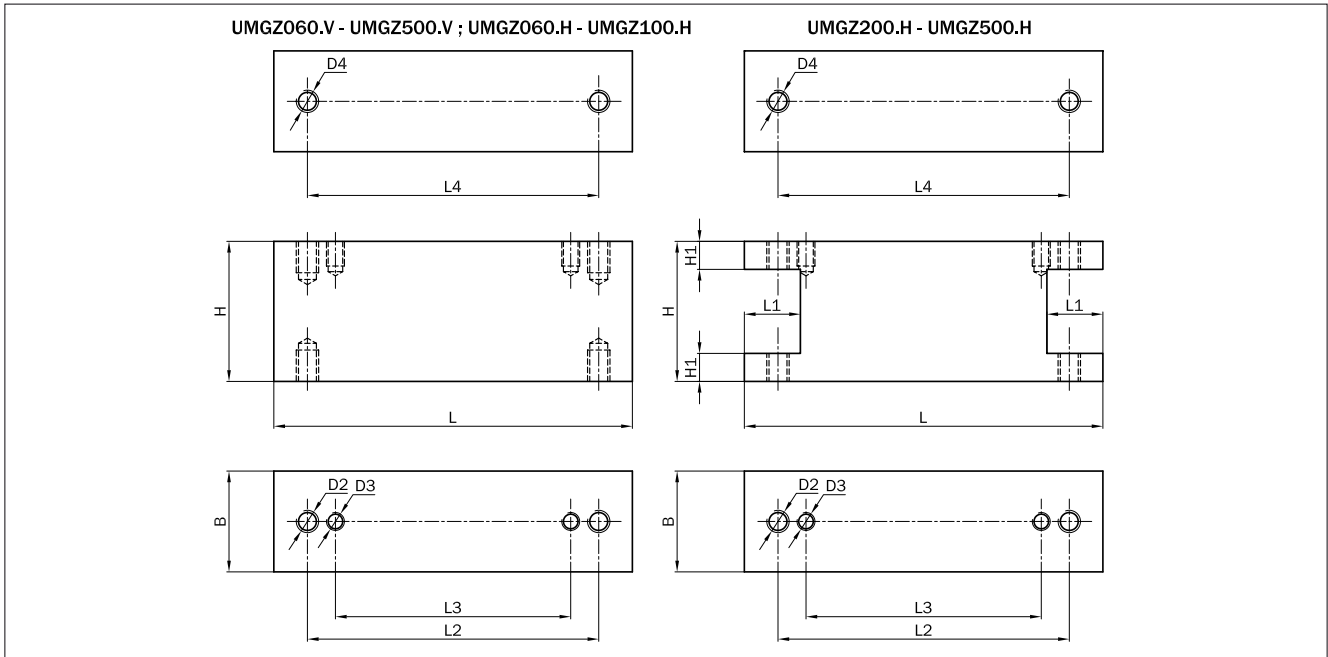 UMGZ060.V - UMGZ500.V ; UMGZ060.H - UMGZ100.H
D4
L4
H
L
D2 D3
B
L3
L2
UMGZ200.H - UMGZ500.H
D4
L4
H1
H
L1
L1
H1
L
D2 D3
B
L3
L2